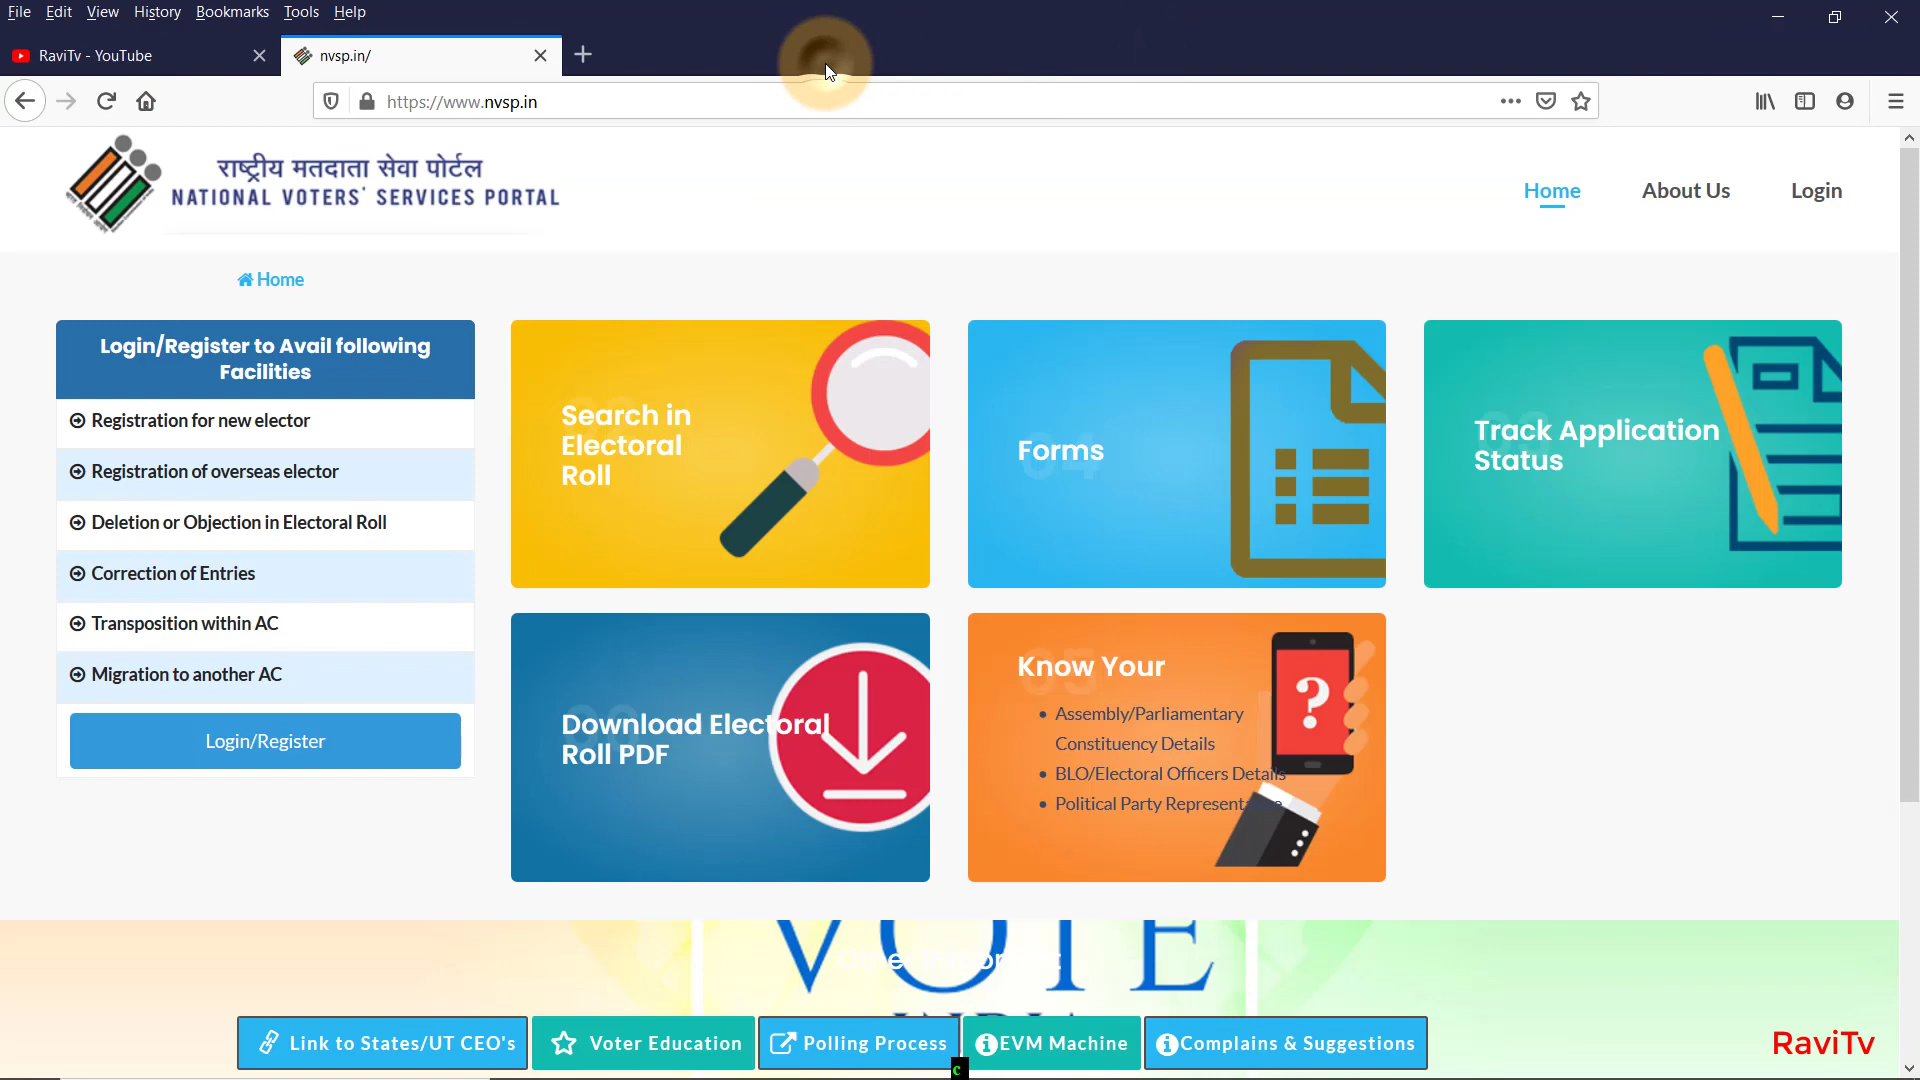 File Edit View History Bookmarks Tools Help
RaviTv - YouTube
nvsp.in/
https://www.nvsp.in
राष्ट्रीय मतदाता सेवा पोर्टल
NATIONAL VOTERS' SERVICES PORTAL
Home About Us Login
Home
Login/Register to Avail following
Facilities
Registration for new elector
Registration of overseas elector
Deletion or Objection in Electoral Roll
Correction of Entries
Transposition within AC
Migration to another AC
Login/Register
Search in
Electoral
Roll
Forms
04
Track Application
Status
Download Electoral
Roll PDF
Know Your
05
• Assembly/Parliamentary
Constituency Details
• BLO/Electoral Officers Details
• Political Party
?
VOTE
INDIA
Link to States/UT CEO's
Voter Education
Polling Process
EVM Machine
Complains & Suggestions
c
RaviTv